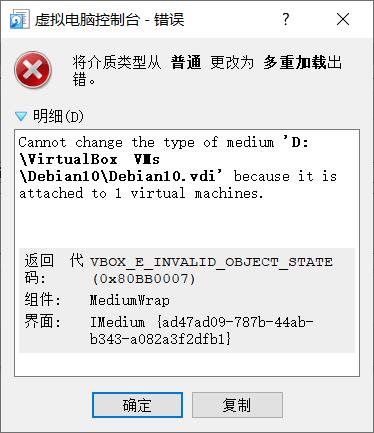 虚拟电脑控制台 - 错误
?
将介质类型从 普通 更改为 多重加载出
错。
明细(D)
Cannot change the type of medium 'D:
\VirtualBox VMs
\Debian10\Debian10.vdi' because it is
attached to 1 virtual machines.
返回 代 VBOX_E_INVALID_OBJECT_STATE
码: (0x80BB0007)
组件: MediumWrap
界面: IMedium {ad47ad09-787b-44ab-
b343-a082a3f2dfb1}
确定 复制